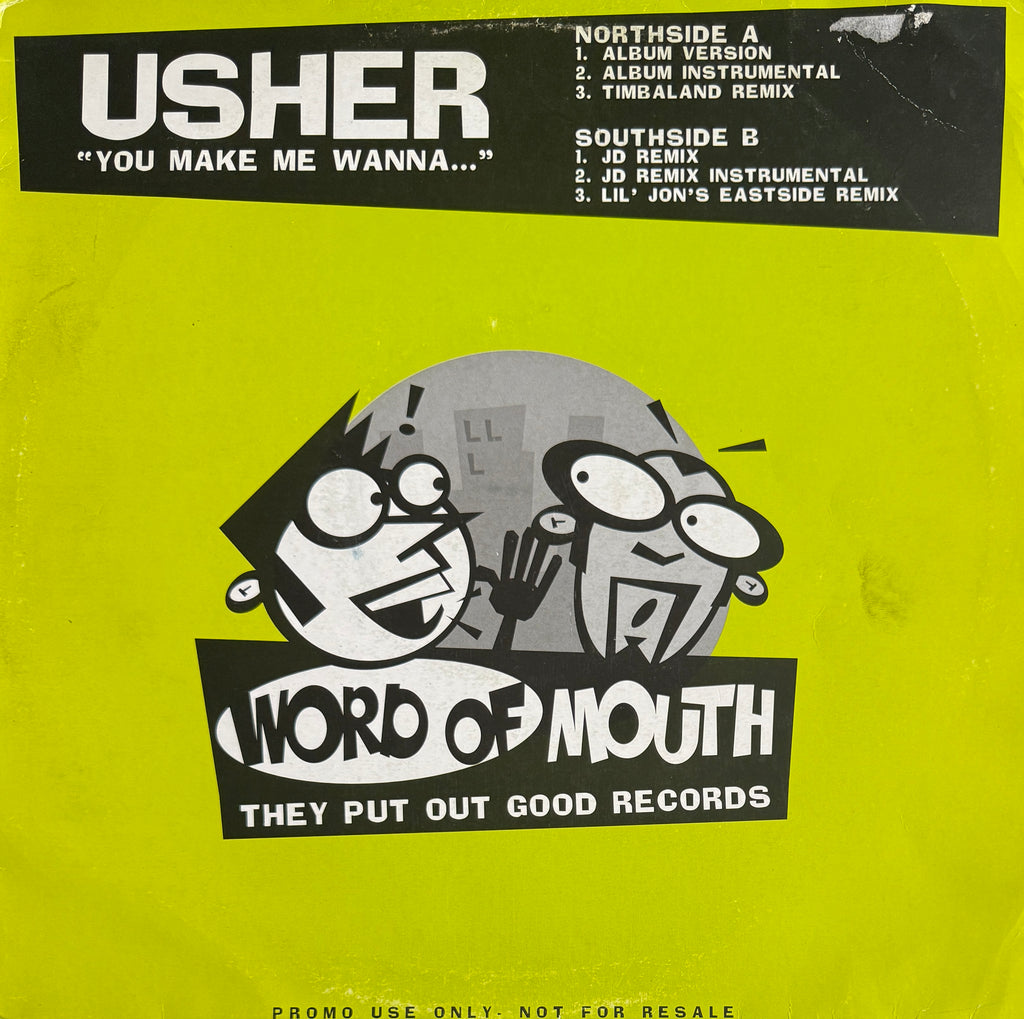 USHER
"YOU MAKE ME WANNA..."
NORTHSIDE A
1. ALBUM VERSION
2. ALBUM INSTRUMENTAL
3. TIMBALAND REMIX
SOUTHSIDE B
1. JD REMIX
2. JD REMIX INSTRUMENTAL
3. LIL' JON'S EASTSIDE REMIX
WORD OF MOUTH
THEY PUT OUT GOOD RECORDS
PROMO USE ONLY- NOT FOR RESALE